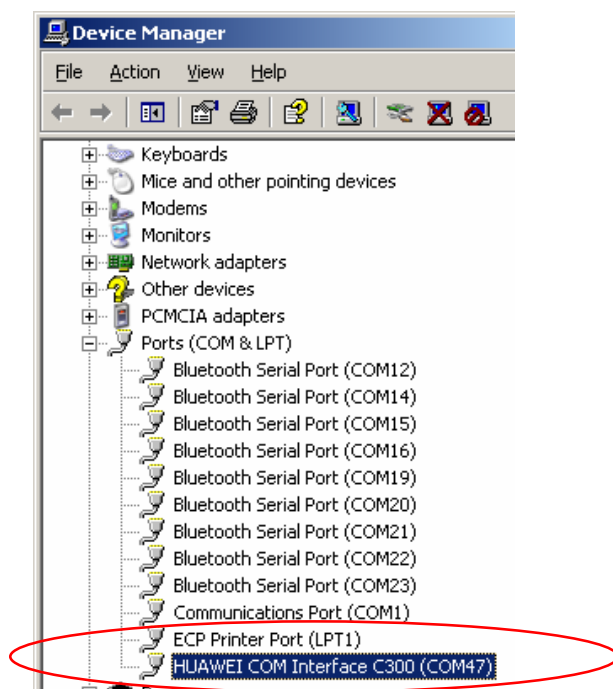 Device Manager
File Action View Help
Keyboards
Mice and other pointing devices
Modems
Monitors
Network adapters
Other devices
PCMCIA adapters
Ports (COM & LPT)
Bluetooth Serial Port (COM12)
Bluetooth Serial Port (COM14)
Bluetooth Serial Port (COM15)
Bluetooth Serial Port (COM16)
Bluetooth Serial Port (COM19)
Bluetooth Serial Port (COM20)
Bluetooth Serial Port (COM21)
Bluetooth Serial Port (COM22)
Bluetooth Serial Port (COM23)
Communications Port (COM1)
ECP Printer Port (LPT1)
HUAWEI COM Interface C300 (COM47)